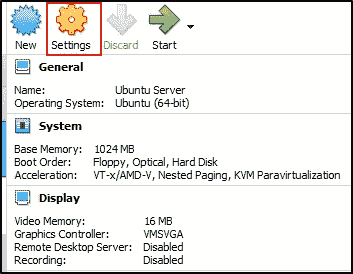 New Settings Discard Start
General
Name: Ubuntu Server
Operating System: Ubuntu (64-bit)
System
Base Memory: 1024 MB
Boot Order: Floppy, Optical, Hard Disk
Acceleration: VT-x/AMD-V, Nested Paging, KVM Paravirtualization
Display
Video Memory: 16 MB
Graphics Controller: VMSVGA
Remote Desktop Server: Disabled
Recording: Disabled